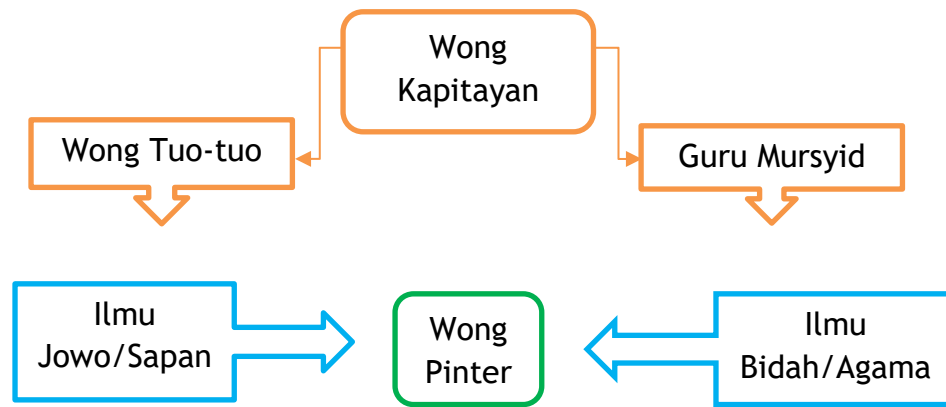 Wong
Kapitayan
Wong Tuo-tuo
Guru Mursyid
Ilmu
Jowo/Sapan
Wong
Pinter
Ilmu
Bidah/Agama